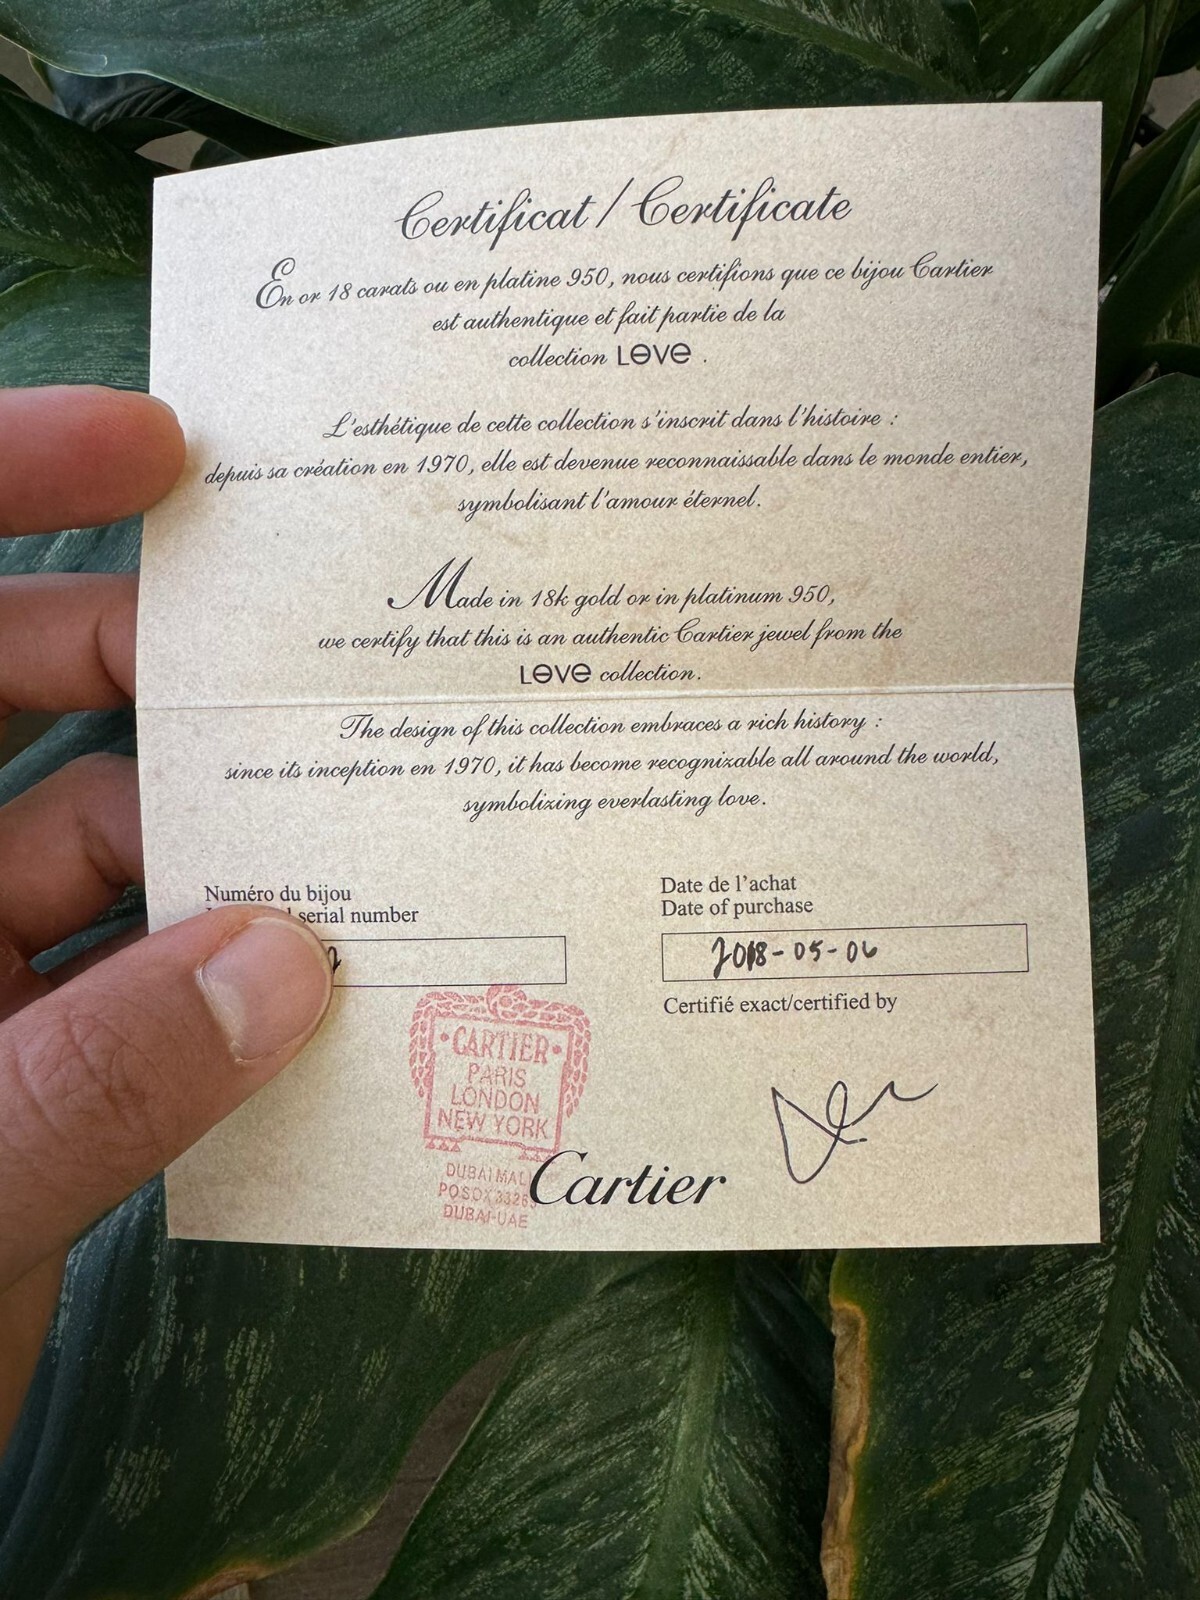 Certificat / Certificate
En or 18 carats ou en platine 950, nous certifions que ce bijou Cartier
est authentique et fait partie de la
collection LOVE .
L'esthétique de cette collection s'inscrit dans l'histoire :
depuis sa création en 1970, elle est devenue reconnaissable dans le monde entier,
symbolisant l'amour éternel.
Made in 18k gold or in platinum 950,
we certify that this is an authentic Cartier jewel from the
LOVE collection.
The design of this collection embraces a rich history :
since its inception en 1970, it has become recognizable all around the world,
symbolizing everlasting love.
Numéro du bijou
serial number
Date de l'achat
Date of purchase
2018-05-06
Certifié exact/certified by
CARTIER
PARIS
LONDON
NEW YORK
DUBAI MALL
DUBAI-UAE
Cartier